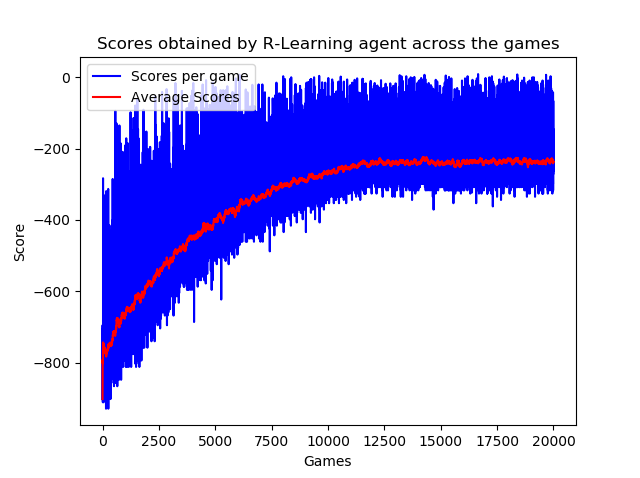 Scores obtained by R-Learning agent across the games
Scores per game
Average Scores
0
−200
−400
−600
−800
Score
0
2500
5000
7500
10000
12500
15000
17500
20000
Games